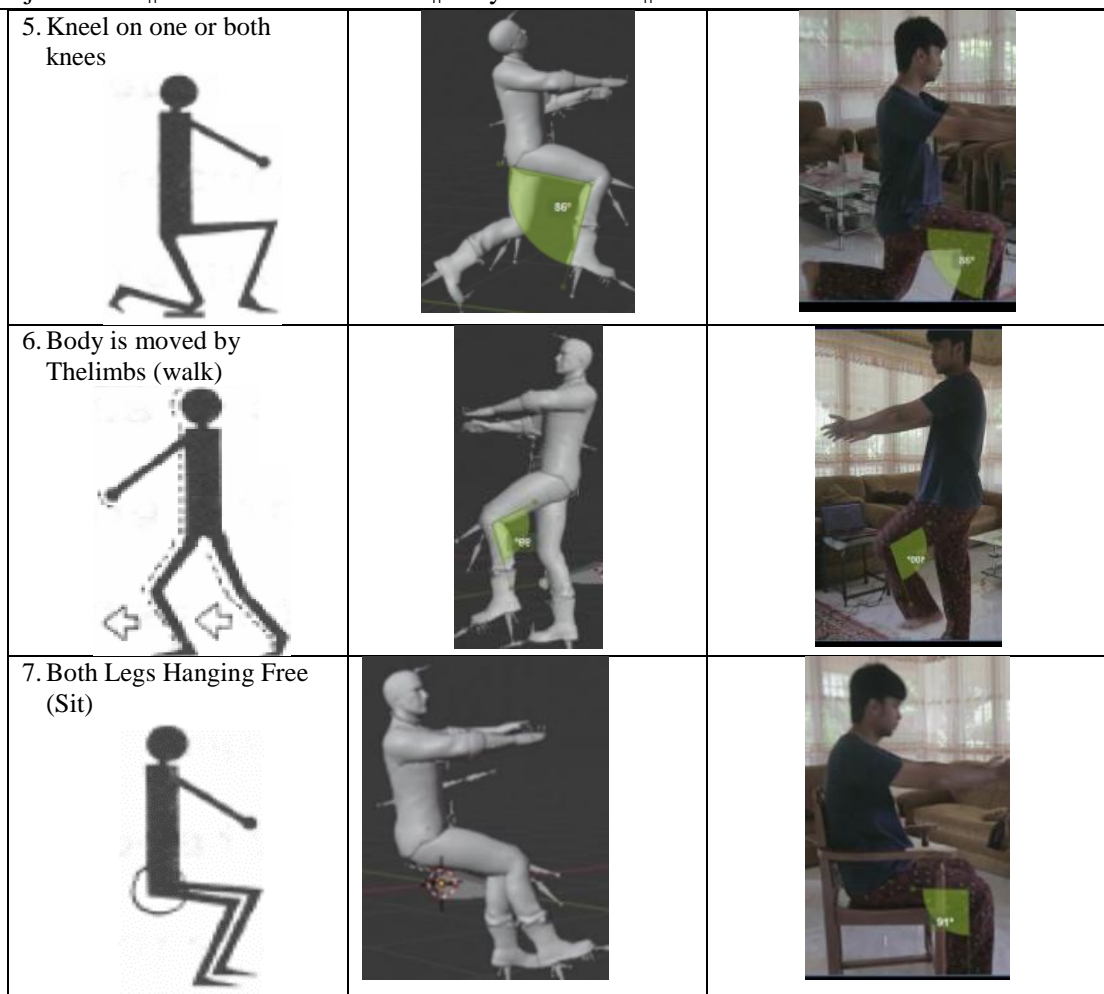 5. Kneel on one or both
knees
86°
6. Body is moved by
Thelimbs (walk)
7. Both Legs Hanging Free
(Sit)
91°